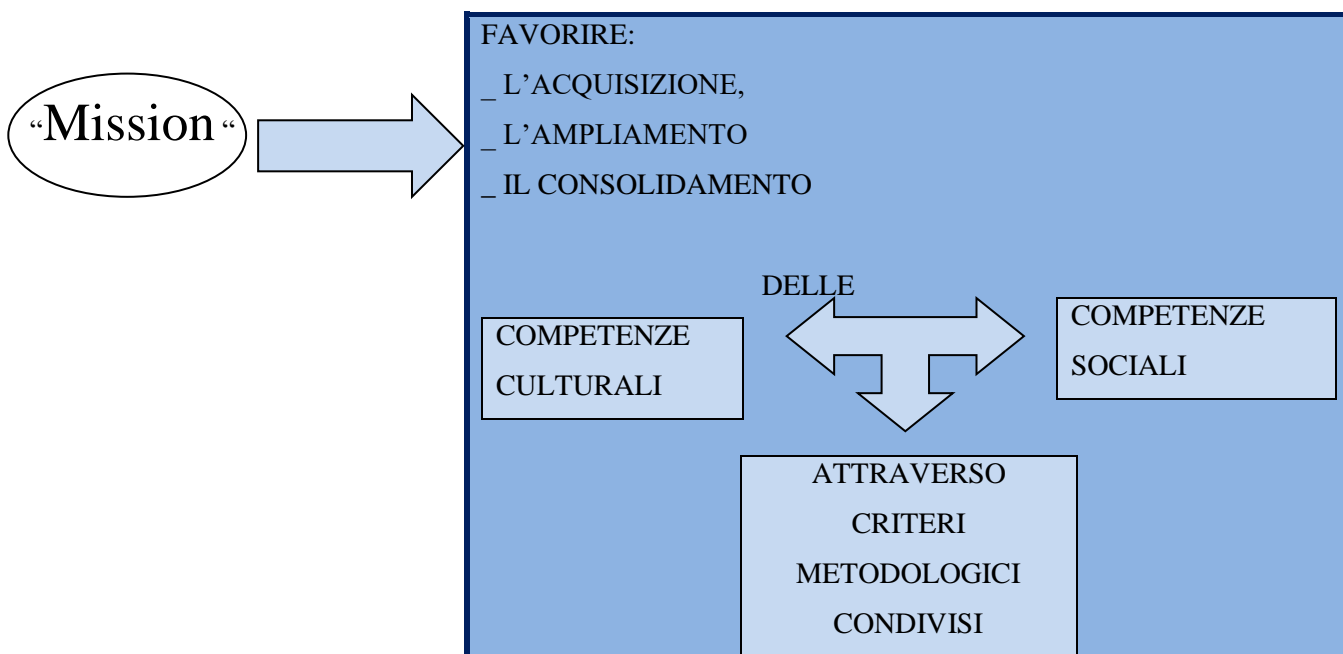 “Mission“
FAVORIRE:
_ L’ACQUISIZIONE,
_ L’AMPLIAMENTO
_ IL CONSOLIDAMENTO
DELLE
COMPETENZE
CULTURALI
COMPETENZE
SOCIALI
ATTRAVERSO
CRITERI
METODOLOGICI
CONDIVISI